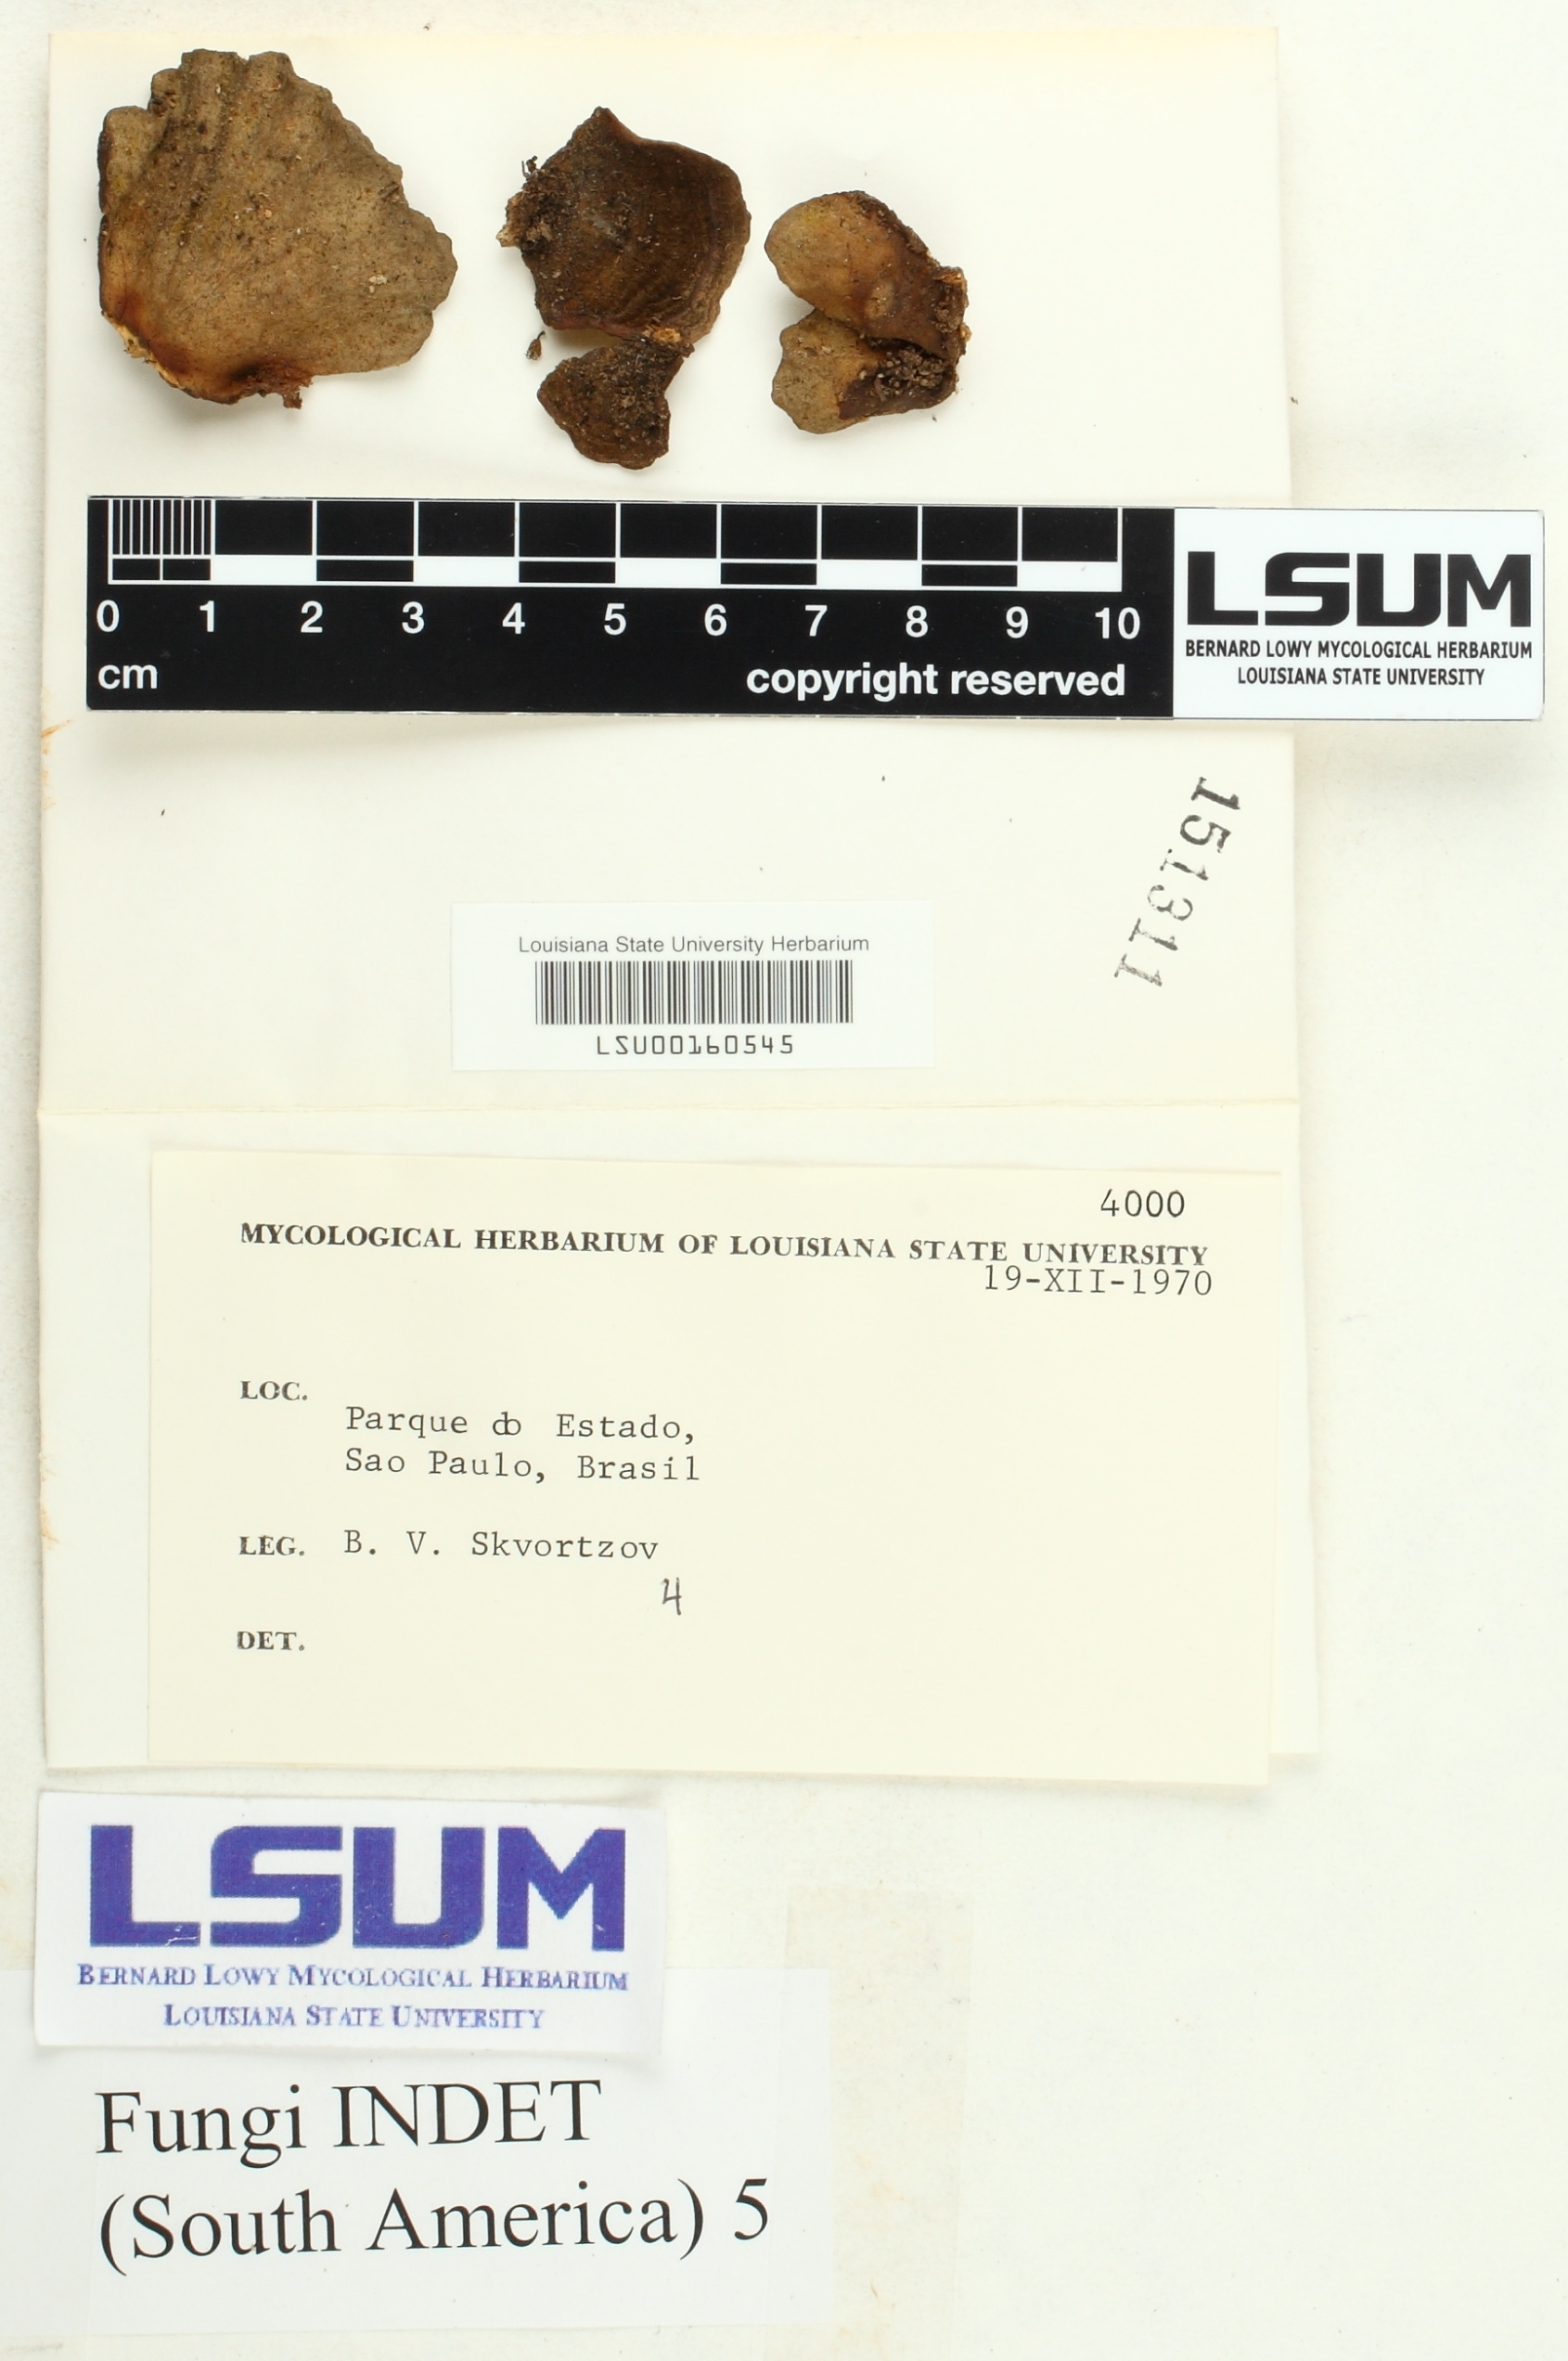 0 1 2 3 4 5 6 7 8 9 10
cm copyright reserved
LSUM
BERNARD LOWY MYCOLOGICAL HERBARIUM
LOUISIANA STATE UNIVERSITY
151311
Louisiana State University Herbarium
LSU00160545
4000
MYCOLOGICAL HERBARIUM OF LOUISIANA STATE UNIVERSITY
19-XII-1970
LOC.
Parque do Estado,
Sao Paulo, Brasil
LEG. B. V. Skvortzov
4
DET.
LSUM
BERNARD LOWY MYCOLOGICAL HERBARIUM
LOUISIANA STATE UNIVERSITY
Fungi INDET
(South America) 5